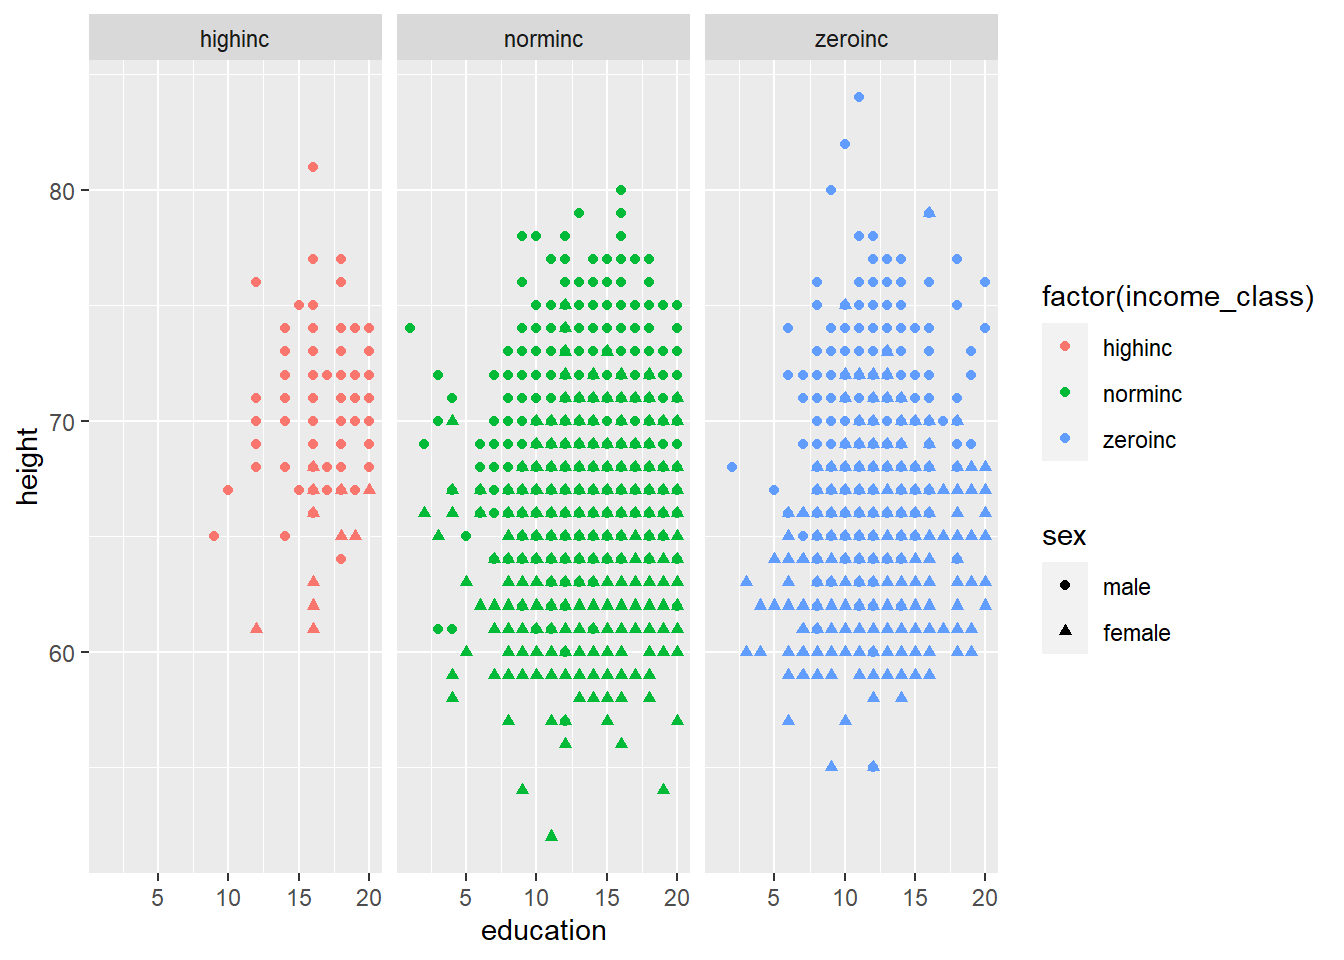 highinc norminc zeroinc
80
70
60
height
5 10 15 20 5 10 15 20 5 10 15 20
education
factor(income_class)
highinc
norminc
zeroinc
sex
male
female